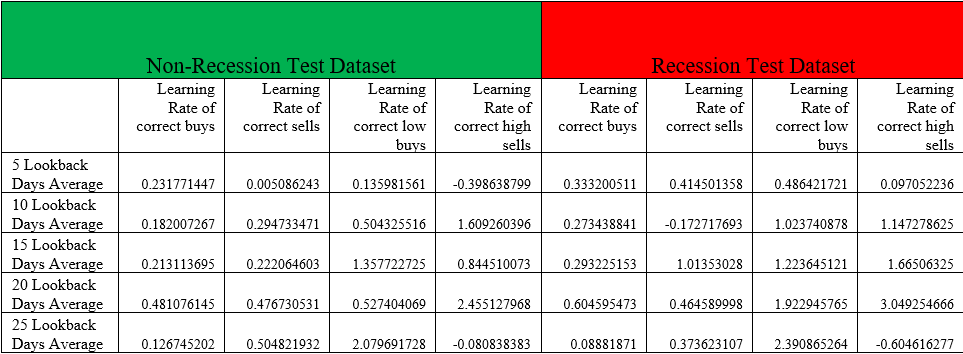 Non-Recession Test Dataset Recession Test Dataset
Learning Learning Learning Learning Learning Learning Learning Learning
Rate of Rate of Rate of Rate of Rate of Rate of Rate of Rate of
correct buys correct sells correct low correct high correct buys correct sells correct low correct high
buys sells buys sells
5 Lookback
Days Average 0.231771447 0.005086243 0.135981561 -0.398638799 0.333200511 0.414501358 0.486421721 0.097052236
10 Lookback
Days Average 0.182007267 0.294733471 0.504325516 1.609260396 0.273438841 -0.172717693 1.023740878 1.147278625
15 Lookback
Days Average 0.213113695 0.222064603 1.357722725 0.844510073 0.293225153 1.01353028 1.223645121 1.66506325
20 Lookback
Days Average 0.481076145 0.476730531 0.527404069 2.455127968 0.604595473 0.464589998 1.922945765 3.049254666
25 Lookback
Days Average 0.126745202 0.504821932 2.079691728 -0.080838383 0.08881871 0.373623107 2.390865264 -0.604616277